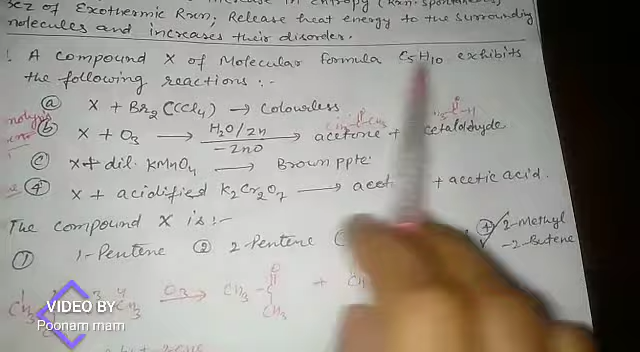 of Exothermic Rxn; Release heat energy to the surrounding
molecules and increases their disorder.
A compound X of Molecular formula C5H10 exhibits
the following reactions :-
(a) X + Br2 (CCl4) → Colourless
(b) X + O3 → H2O/Zn -ZnO → acetone + acetaldehyde
(c) X + dil. KMnO4 → Brown ppte
X + acidified K2Cr2O7 → + acetic acid.
The compound X is :-
(1) 1-Pentene (2) 2-Pentene (4) 2-Methyl
-2-Butene
O3 → CH3 - C +
O
CH3
VIDEO BY
Poonam mam